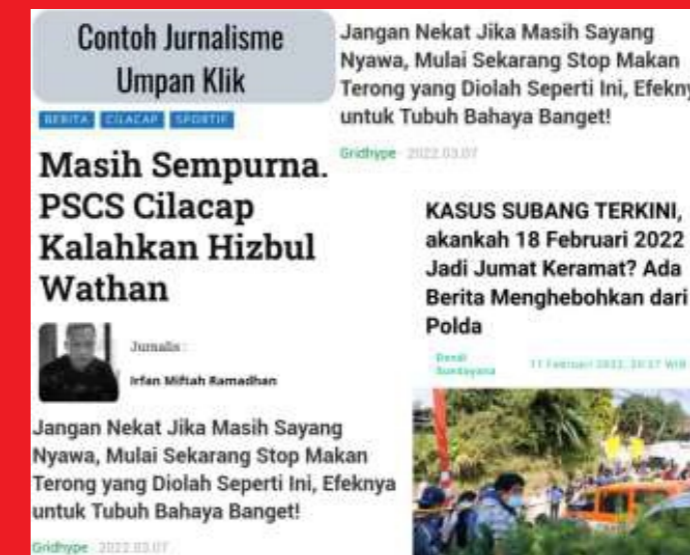 Contoh Jurnalisme
Umpan Klik
BERITA CILACAP SPORTIF
Masih Sempurna.
PSCS Cilacap
Kalahkan Hizbul
Wathan
Jurnalis :
Irfan Miftah Ramadhan
Jangan Nekat Jika Masih Sayang
Nyawa, Mulai Sekarang Stop Makan
Terong yang Diolah Seperti Ini, Efeknya
untuk Tubuh Bahaya Banget!
Gridhype 2022.03.07
Jangan Nekat Jika Masih Sayang
Nyawa, Mulai Sekarang Stop Makan
Terong yang Diolah Seperti Ini, Efekny
untuk Tubuh Bahaya Banget!
Gridhype 2022.03.07
KASUS SUBANG TERKINI,
akankah 18 Februari 2022
Jadi Jumat Keramat? Ada
Berita Menghebohkan dari
Polda
11 Februari 2022, WIB